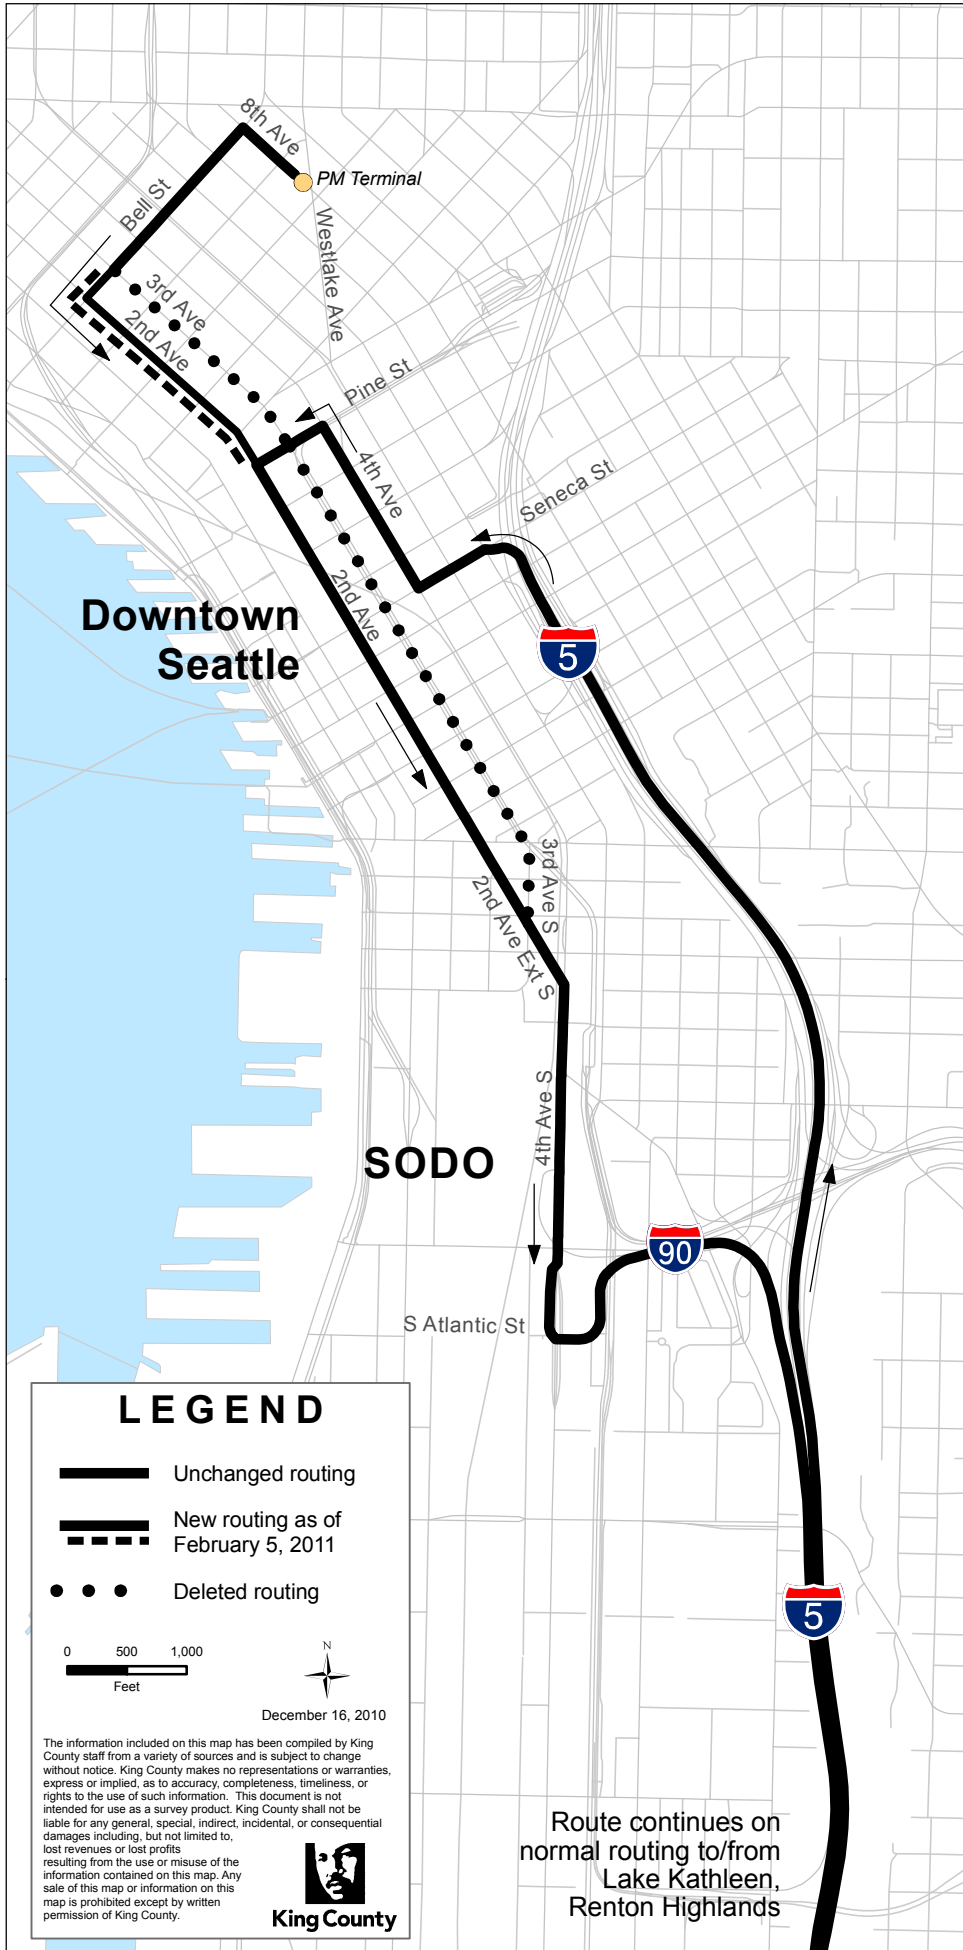 8th Ave
PM Terminal
Bell St
Westlake Ave
3rd Ave
2nd Ave
Pine St
4th Ave
Seneca St
2nd Ave
Downtown
Seattle
5
3rd Ave S
2nd Ave Ext S
4th Ave S
SODO
90
S Atlantic St
5
LEGEND
Unchanged routing
New routing as of
February 5, 2011
Deleted routing
0 500 1,000
Feet
N
December 16, 2010
The information included on this map has been compiled by King
County staff from a variety of sources and is subject to change
without notice. King County makes no representations or warranties,
express or implied, as to accuracy, completeness, timeliness, or
rights to the use of such information. This document is not
intended for use as a survey product. King County shall not be
liable for any general, special, indirect, incidental, or consequential
damages including, but not limited to,
lost revenues or lost profits
resulting from the use or misuse of the
information contained on this map. Any
sale of this map or information on this
map is prohibited except by written
permission of King County.
King County
Route continues on
normal routing to/from
Lake Kathleen,
Renton Highlands